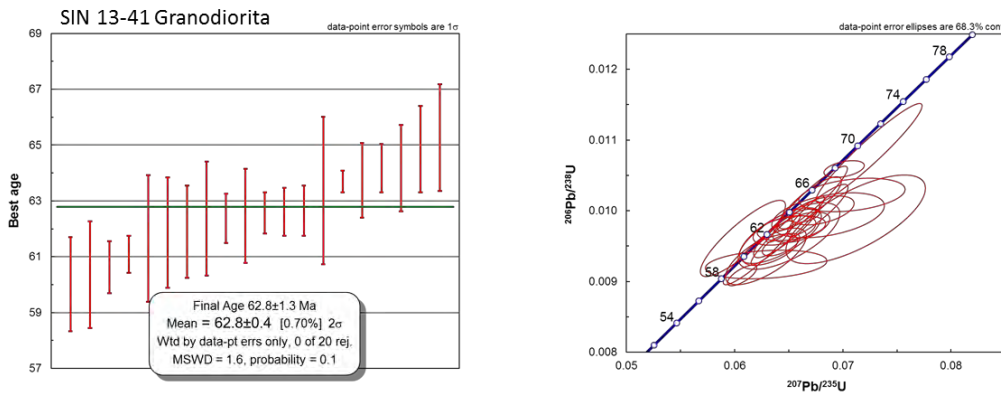 SIN 13-41 Granodiorita
data-point error symbols are 1σ
69
67
65
63
61
59
57
Best age
Final Age 62.8±1.3 Ma
Mean = 62.8±0.4 [0.70%] 2σ
Wtd by data-pt errs only, 0 of 20 rej.
MSWD = 1.6, probability = 0.1
data-point error ellipses are 68.3% con
0.012
0.011
0.010
0.009
0.008
²⁰⁶Pb/²³⁸U
78
74
70
66
62
58
54
0.05
0.06
0.07
0.08
²⁰⁷Pb/²³⁵U